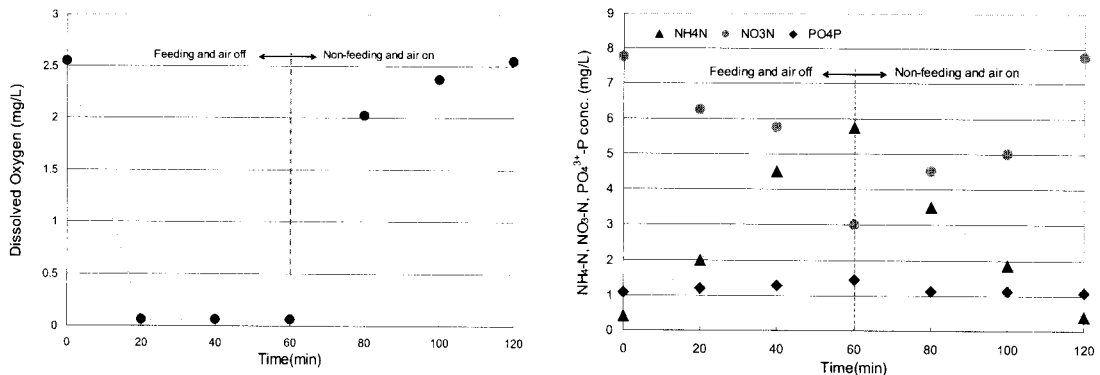 3
2.5
2
1.5
1
0.5
0
Dissolved Oxygen (mg/L)
Feeding and air off
Non-feeding and air on
0 20 40 60 80 100 120
Time(min)
NH4N NO3N PO4P
9
8
7
6
5
4
3
2
1
0
NH4-N, NO3-N, PO4³⁺-P conc. (mg/L)
Feeding and air off
Non-feeding and air on
0 20 40 60 80 100 120
Time(min)